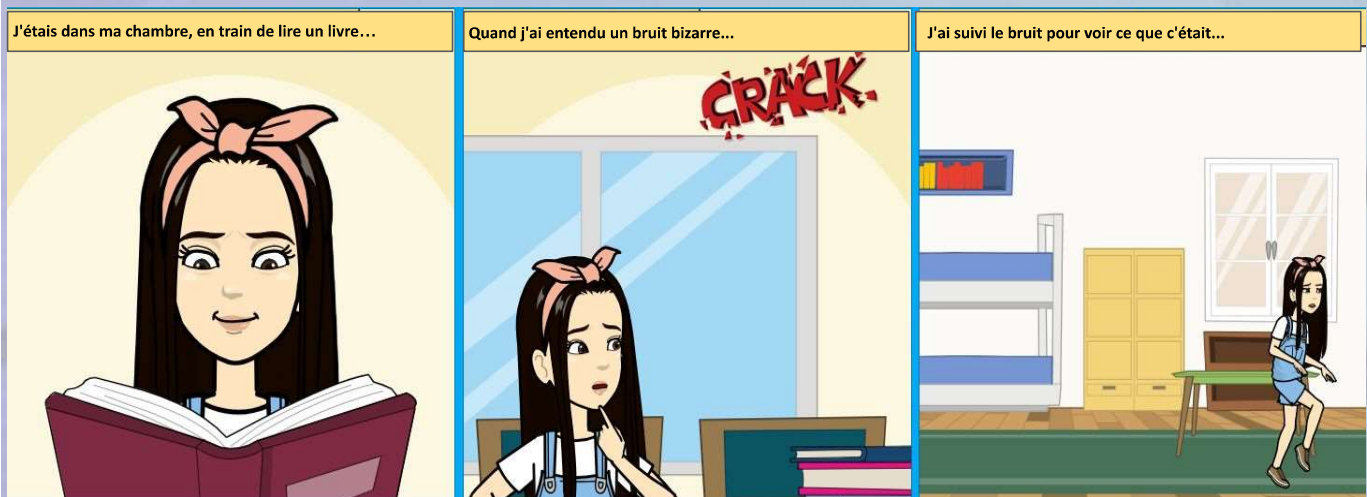 J'étais dans ma chambre, en train de lire un livre…
Quand j'ai entendu un bruit bizarre...
J'ai suivi le bruit pour voir ce que c'était...
CRACK